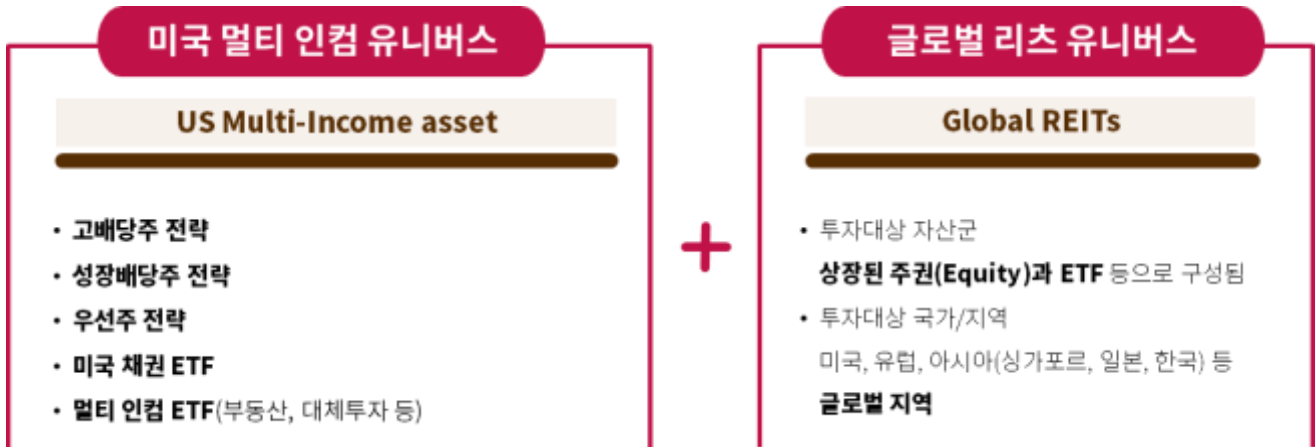 미국 멀티 인컴 유니버스
US Multi-Income asset
• 고배당주 전략
• 성장배당주 전략
• 우선주 전략
• 미국 채권 ETF
• 멀티 인컴 ETF(부동산, 대체투자 등)
+
글로벌 리츠 유니버스
Global REITs
• 투자대상 자산군
상장된 주권(Equity)과 ETF 등으로 구성됨
• 투자대상 국가/지역
미국, 유럽, 아시아(싱가포르, 일본, 한국) 등
글로벌 지역